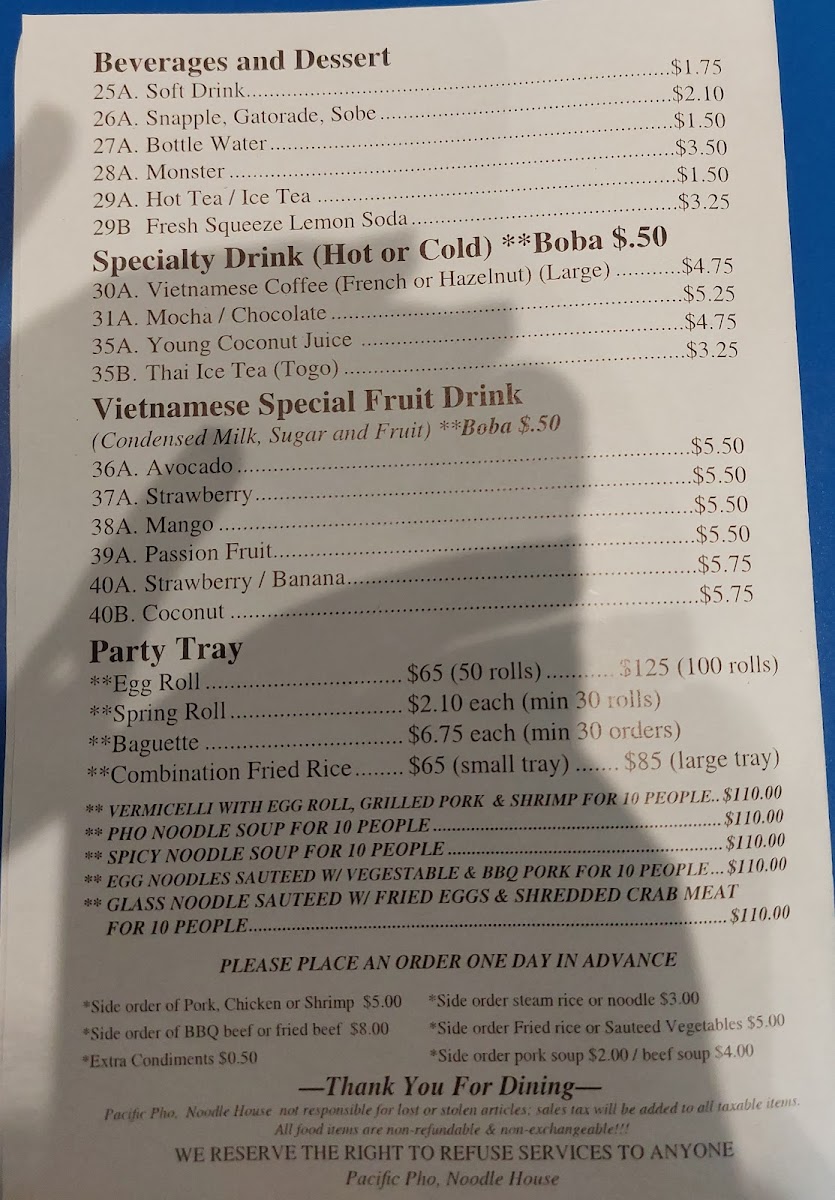 Beverages and Dessert
25A. Soft Drink..............................$1.75
26A. Snapple, Gatorade, Sobe..............................$2.10
27A. Bottle Water..............................$1.50
28A. Monster..............................$3.50
29A. Hot Tea / Ice Tea..............................$1.50
29B Fresh Squeeze Lemon Soda..............................$3.25
Specialty Drink (Hot or Cold) **Boba $.50
30A. Vietnamese Coffee (French or Hazelnut) (Large)...........$4.75
31A. Mocha / Chocolate..............................$5.25
35A. Young Coconut Juice..............................$4.75
35B. Thai Ice Tea (Togo)..............................$3.25
Vietnamese Special Fruit Drink
(Condensed Milk, Sugar and Fruit) **Boba $.50
36A. Avocado..............................$5.50
37A. Strawberry..............................$5.50
38A. Mango..............................$5.50
39A. Passion Fruit..............................$5.50
40A. Strawberry / Banana..............................$5.75
40B. Coconut..............................$5.75
Party Tray
**Egg Roll.............................. $65 (50 rolls)...........$125 (100 rolls)
**Spring Roll.............................. $2.10 each (min 30 rolls)
**Baguette.............................. $6.75 each (min 30 orders)
**Combination Fried Rice........ $65 (small tray)....... $85 (large tray)
** VERMICELLI WITH EGG ROLL, GRILLED PORK & SHRIMP FOR 10 PEOPLE..$110.00
** PHO NOODLE SOUP FOR 10 PEOPLE..............................$110.00
** SPICY NOODLE SOUP FOR 10 PEOPLE..............................$110.00
** EGG NOODLES SAUTEED W/ VEGESTABLE & BBQ PORK FOR 10 PEOPLE...$110.00
** GLASS NOODLE SAUTEED W/ FRIED EGGS & SHREDDED CRAB MEAT
FOR 10 PEOPLE..............................$110.00
PLEASE PLACE AN ORDER ONE DAY IN ADVANCE
*Side order of Pork, Chicken or Shrimp $5.00 *Side order steam rice or noodle $3.00
*Side order of BBQ beef or fried beef $8.00 *Side order Fried rice or Sauteed Vegetables $5.00
*Extra Condiments $0.50 *Side order pork soup $2.00 / beef soup $4.00
—Thank You For Dining—
Pacific Pho, Noodle House not responsible for lost or stolen articles; sales tax will be added to all taxable items.
All food items are non-refundable & non-exchangeable!!!
WE RESERVE THE RIGHT TO REFUSE SERVICES TO ANYONE
Pacific Pho, Noodle House